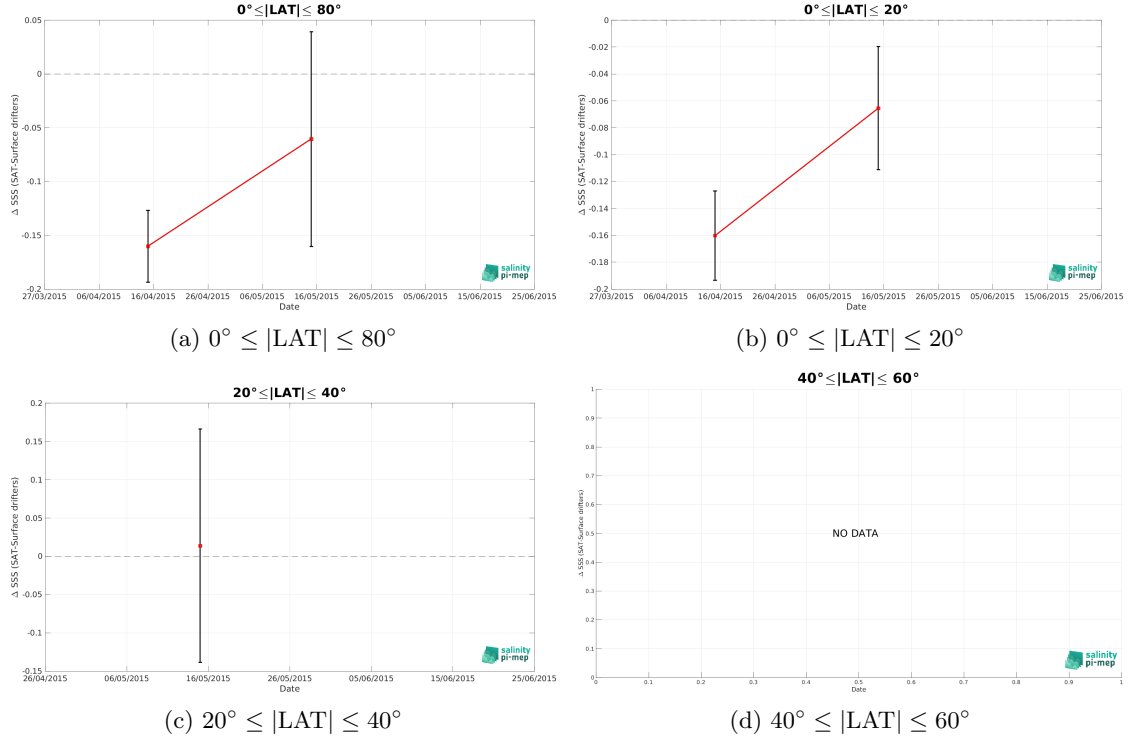 0°≤|LAT|≤ 80°
0.05
0
-0.05
-0.1
-0.15
-0.2
Δ SSS (SAT-Surface drifters)
27/03/2015 06/04/2015 16/04/2015 26/04/2015 06/05/2015 16/05/2015 26/05/2015 05/06/2015 15/06/2015 25/06/2015
Date
salinity
pi-mep
(a) 0° ≤ |LAT| ≤ 80°
0°≤|LAT|≤ 20°
0
-0.02
-0.04
-0.06
-0.08
-0.1
-0.12
-0.14
-0.16
-0.18
-0.2
Δ SSS (SAT-Surface drifters)
27/03/2015 06/04/2015 16/04/2015 26/04/2015 06/05/2015 16/05/2015 26/05/2015 05/06/2015 15/06/2015 25/06/2015
Date
salinity
pi-mep
(b) 0° ≤ |LAT| ≤ 20°
20°≤|LAT|≤ 40°
0.2
0.15
0.1
0.05
0
-0.05
-0.1
-0.15
Δ SSS (SAT-Surface drifters)
26/04/2015 06/05/2015 16/05/2015 26/05/2015 05/06/2015 15/06/2015 25/06/2015
Date
salinity
pi-mep
(c) 20° ≤ |LAT| ≤ 40°
40°≤|LAT|≤ 60°
1
0.9
0.8
0.7
0.6
0.5
0.4
0.3
0.2
0.1
0
Δ SSS (SAT-Surface drifters)
NO DATA
0 0.1 0.2 0.3 0.4 0.5 0.6 0.7 0.8 0.9 1
Date
salinity
pi-mep
(d) 40° ≤ |LAT| ≤ 60°